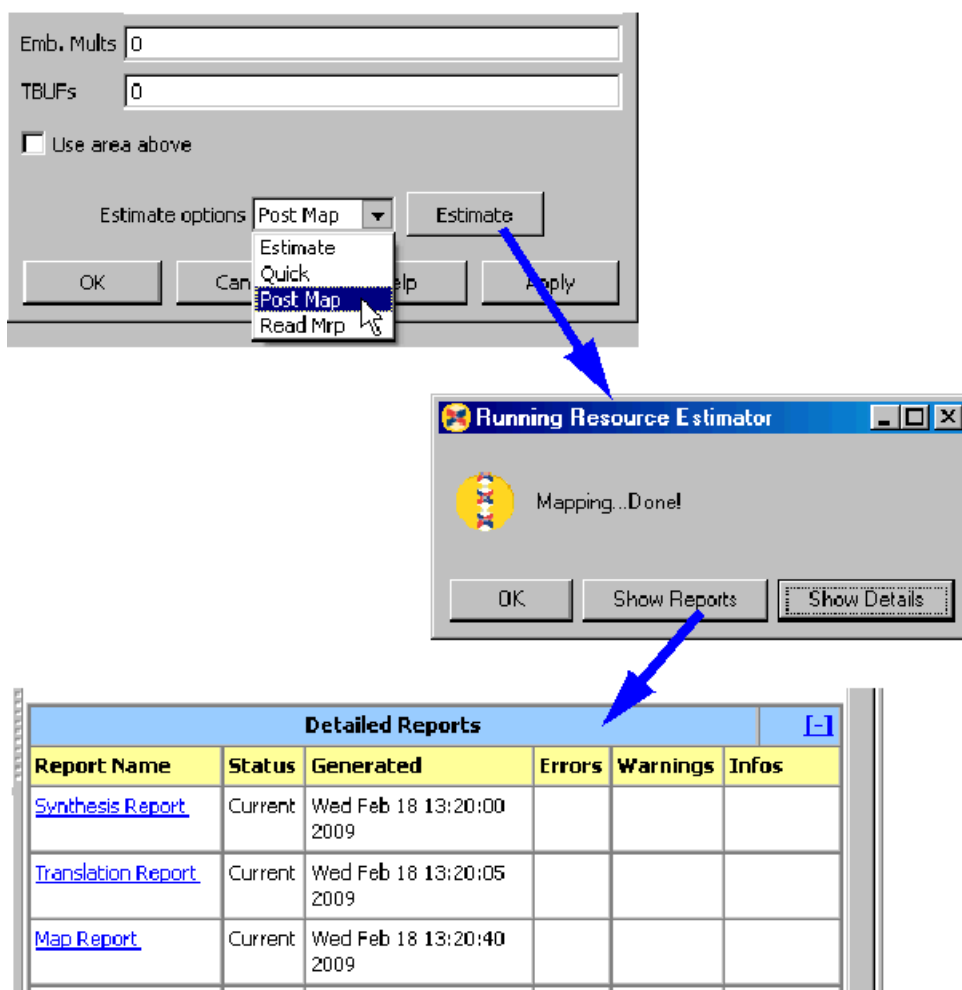 Emb. Mults 0
TBUFs 0
Use area above
Estimate options Post Map Estimate
Estimate
Quick
Post Map
Read Mrp
OK Can elp Apply
Running Resource Estimator
Mapping...Done!
OK Show Reports Show Details
Detailed Reports [-]
Report Name Status Generated Errors Warnings Infos
Synthesis Report Current Wed Feb 18 13:20:00
2009
Translation Report Current Wed Feb 18 13:20:05
2009
Map Report Current Wed Feb 18 13:20:40
2009